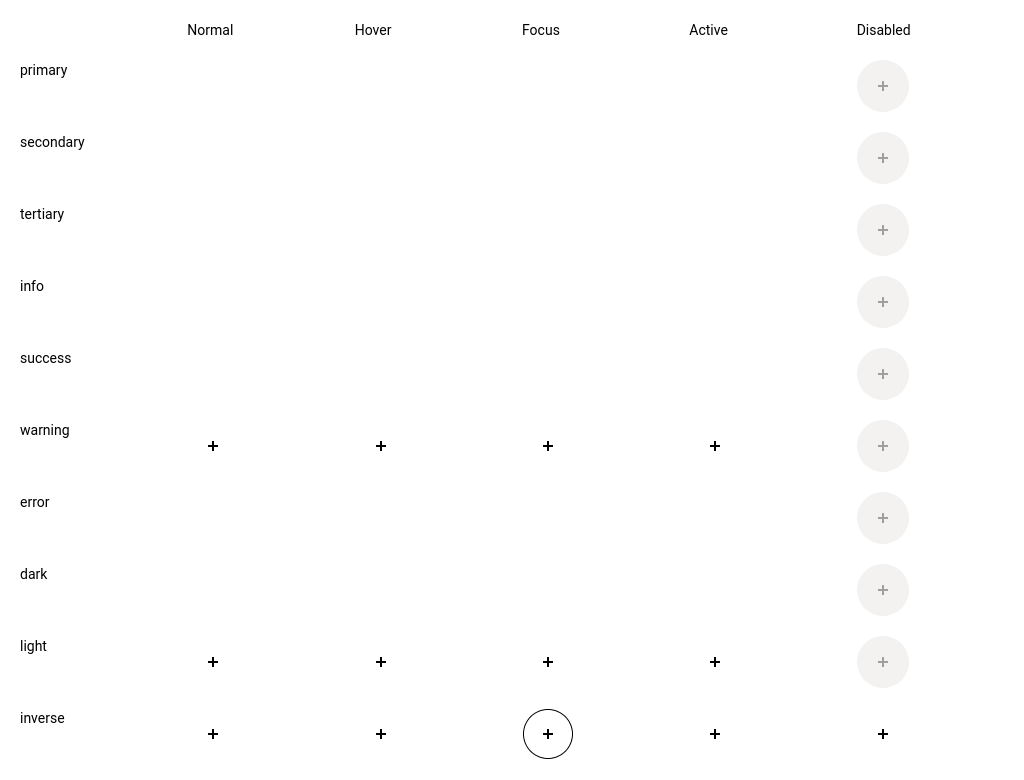 Normal Hover Focus Active Disabled
primary
secondary
tertiary
info
success
warning
error
dark
light
inverse